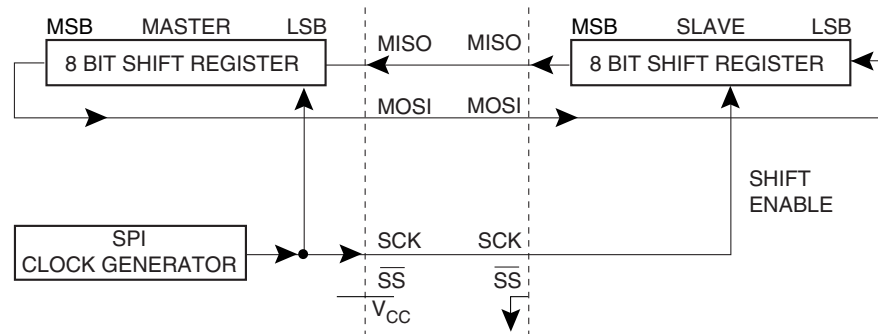 MSB MASTER LSB
8 BIT SHIFT REGISTER
MISO MISO
MSB SLAVE LSB
8 BIT SHIFT REGISTER
MOSI MOSI
SHIFT
ENABLE
SPI
CLOCK GENERATOR
SCK SCK
SS SS
VCC